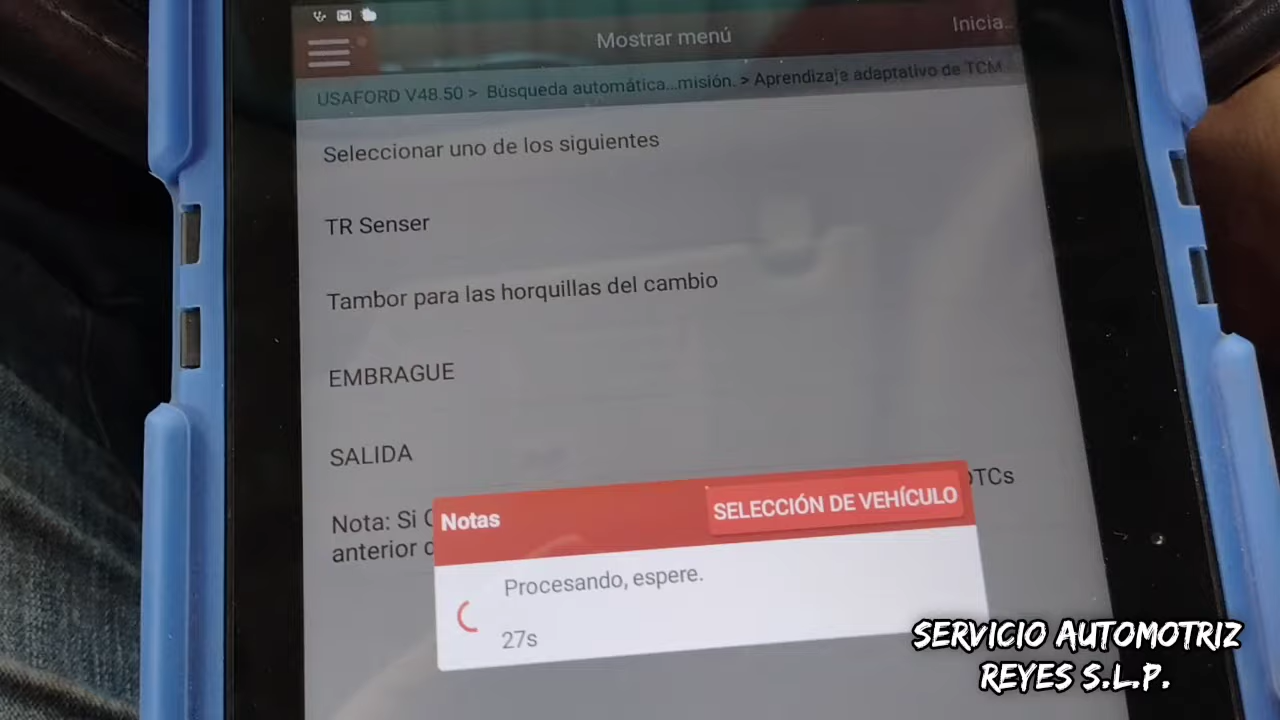 Mostrar menú
Inicia...
USAFORD V48.50 > Búsqueda automática...misión. > Aprendizaje adaptativo de TCM
Seleccionar uno de los siguientes
TR Senser
Tambor para las horquillas del cambio
EMBRAGUE
SALIDA
Nota: Si
DTCs
anterior
Notas
SELECCIÓN DE VEHÍCULO
Procesando, espere.
27s
SERVICIO AUTOMOTRIZ
REYES S.L.P.